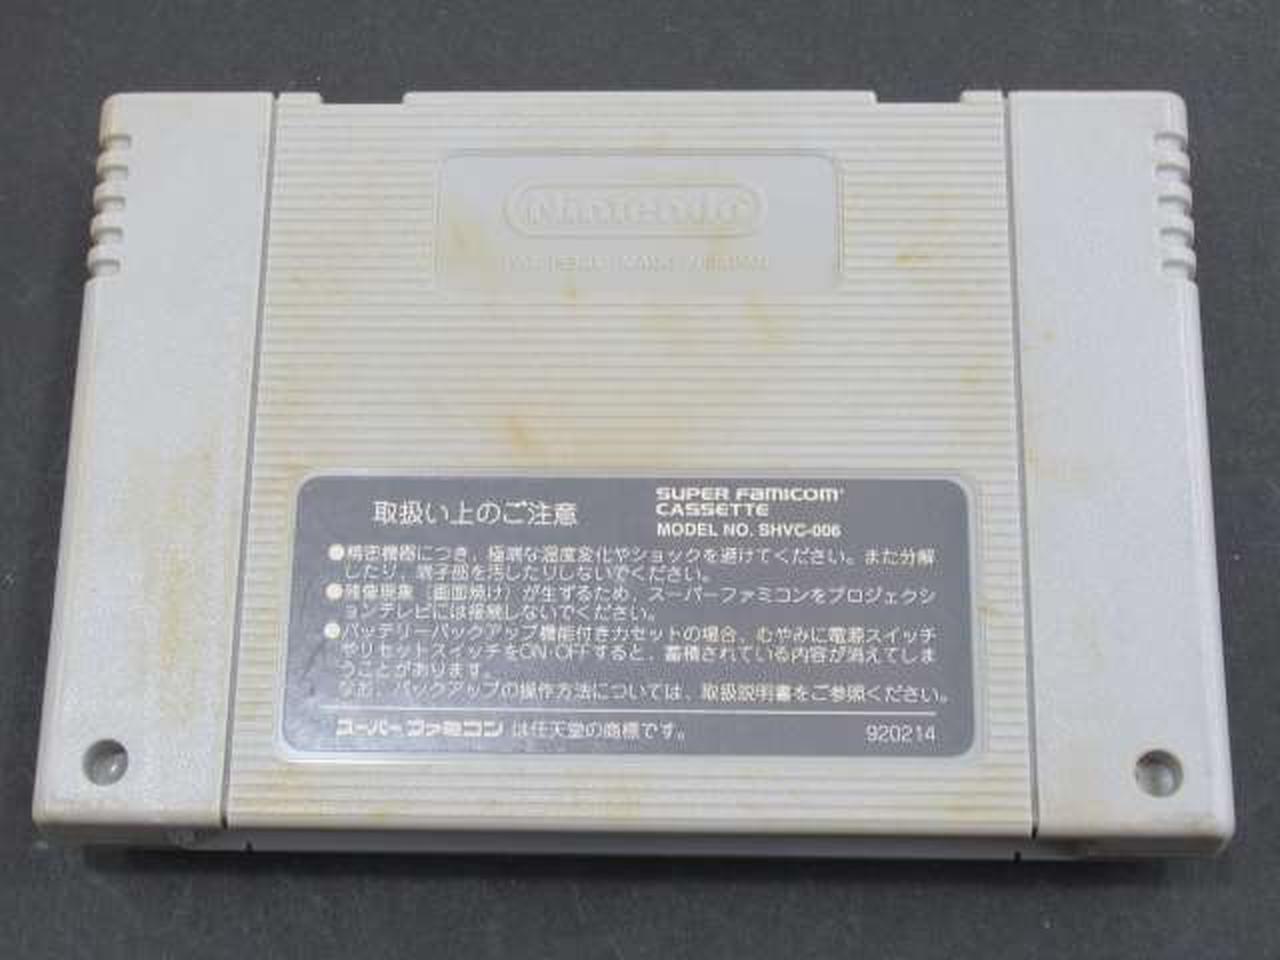 Nintendo
取扱い上のご注意
SUPER FAMICOM
CASSETTE
MODEL NO. SHVC-006
●精密機器につき、極端な温度変化やショックを避けてください。また分解
したり、端子部を汚したりしないでください。
●残像現象（画面焼け）が生ずるため、スーパーファミコンをプロジェクシ
ョンテレビには接続しないでください。
●バッテリーバックアップ機能付きカセットの場合、むやみに電源スイッチ
やリセットスイッチをON・OFFすると、蓄積されている内容が消えてしま
うことがあります。
なお、バックアップの操作方法については、取扱説明書をご参照ください。
スーパーファミコンは任天堂の商標です。
920214